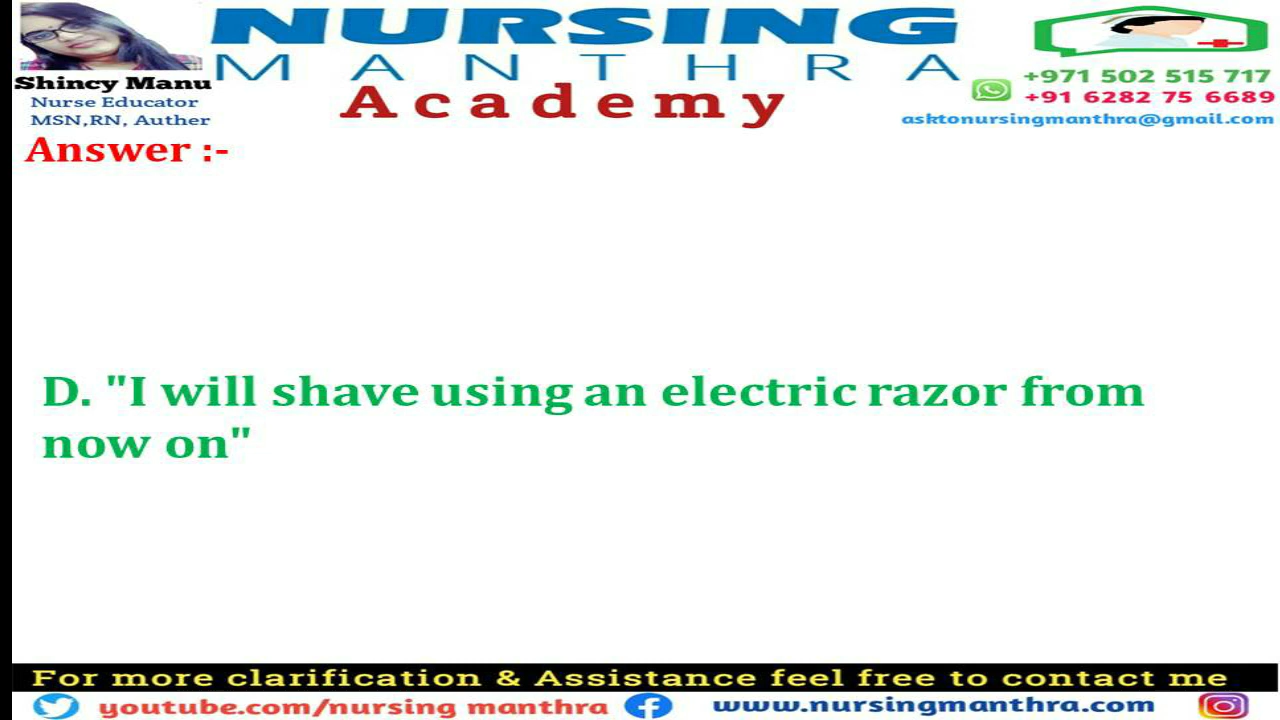 NURSING
MANTHRA
Academy
Shincy Manu
Nurse Educator
MSN,RN, Auther
+971 502 515 717
+91 6282 75 6689
asktonursingmanthra@gmail.com
Answer :-
D. "I will shave using an electric razor from
now on"
For more clarification & Assistance feel free to contact me
youtube.com/nursing manthra
www.nursingmanthra.com